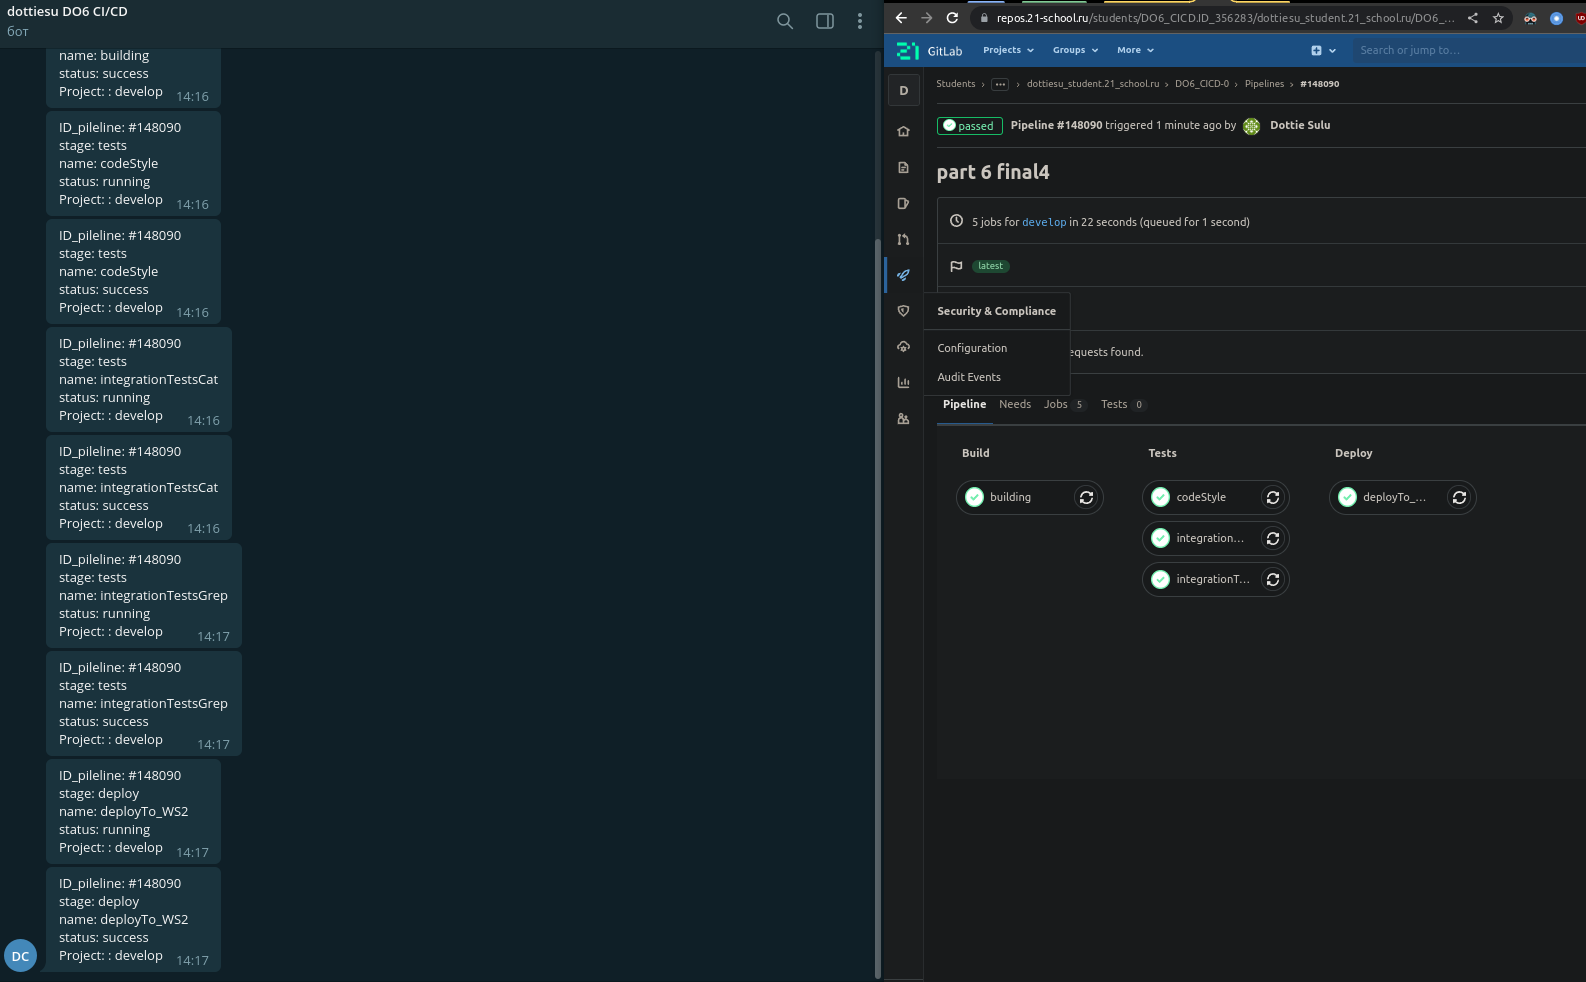 dottiesu DO6 CI/CD
бот
name: building
status: success
Project: : develop
14:16
ID_pileline: #148090
stage: tests
name: codeStyle
status: running
Project: : develop
14:16
ID_pileline: #148090
stage: tests
name: codeStyle
status: success
Project: : develop
14:16
ID_pileline: #148090
stage: tests
name: integrationTestsCat
status: running
Project: : develop
14:16
ID_pileline: #148090
stage: tests
name: integrationTestsCat
status: success
Project: : develop
14:16
ID_pileline: #148090
stage: tests
name: integrationTestsGrep
status: running
Project: : develop
14:17
ID_pileline: #148090
stage: tests
name: integrationTestsGrep
status: success
Project: : develop
14:17
ID_pileline: #148090
stage: deploy
name: deployTo_WS2
status: running
Project: : develop
14:17
ID_pileline: #148090
stage: deploy
name: deployTo_WS2
status: success
Project: : develop
14:17
DC
repos.21-school.ru/students/DO6_CICD.ID_356283/dottiesu_student.21_school.ru/DO6_...
21 GitLab Projects Groups More Search or jump to...
D
Students › ... › dottiesu_student.21_school.ru › DO6_CICD-0 › Pipelines › #148090
passed Pipeline #148090 triggered 1 minute ago by Dottie Sulu
part 6 final4
5 jobs for develop in 22 seconds (queued for 1 second)
latest
Security & Compliance
Configuration
Audit Events
equests found.
Pipeline Needs Jobs 5 Tests 0
Build Tests Deploy
building codeStyle deployTo_...
integration...
integrationT...